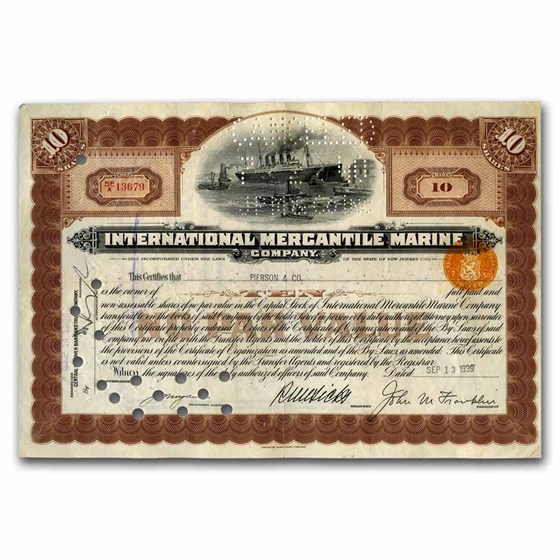 10
SHARES
10
SHARES
NF/X 13679
SHARES
10
INTERNATIONAL MERCANTILE MARINE
COMPANY.
INCORPORATED UNDER THE LAWS OF THE STATE OF NEW JERSEY
This Certifies that PIERSON & CO.
is the owner of TEN full paid and
non-assessable shares of no par value in the Capital Stock of International Mercantile Marine Company
transferable on the books of said company by the holder hereof in person or by duly authorized attorney upon surrender
of this Certificate properly endorsed. Copies of the Certificate of Organization and of the By-Laws of said
Company are on file with the Transfer Agents and the holder of this Certificate by acceptance hereof assents to
the provisions of the Certificate of Organization as amended and of the By-Laws, as amended. This Certificate
is not valid unless countersigned by the Transfer Agents and also registered by the Registrar.
Witness the signatures of the duly authorized officers of said Company. Dated SEP 13 1939
John M Franklin
PRESIDENT
By